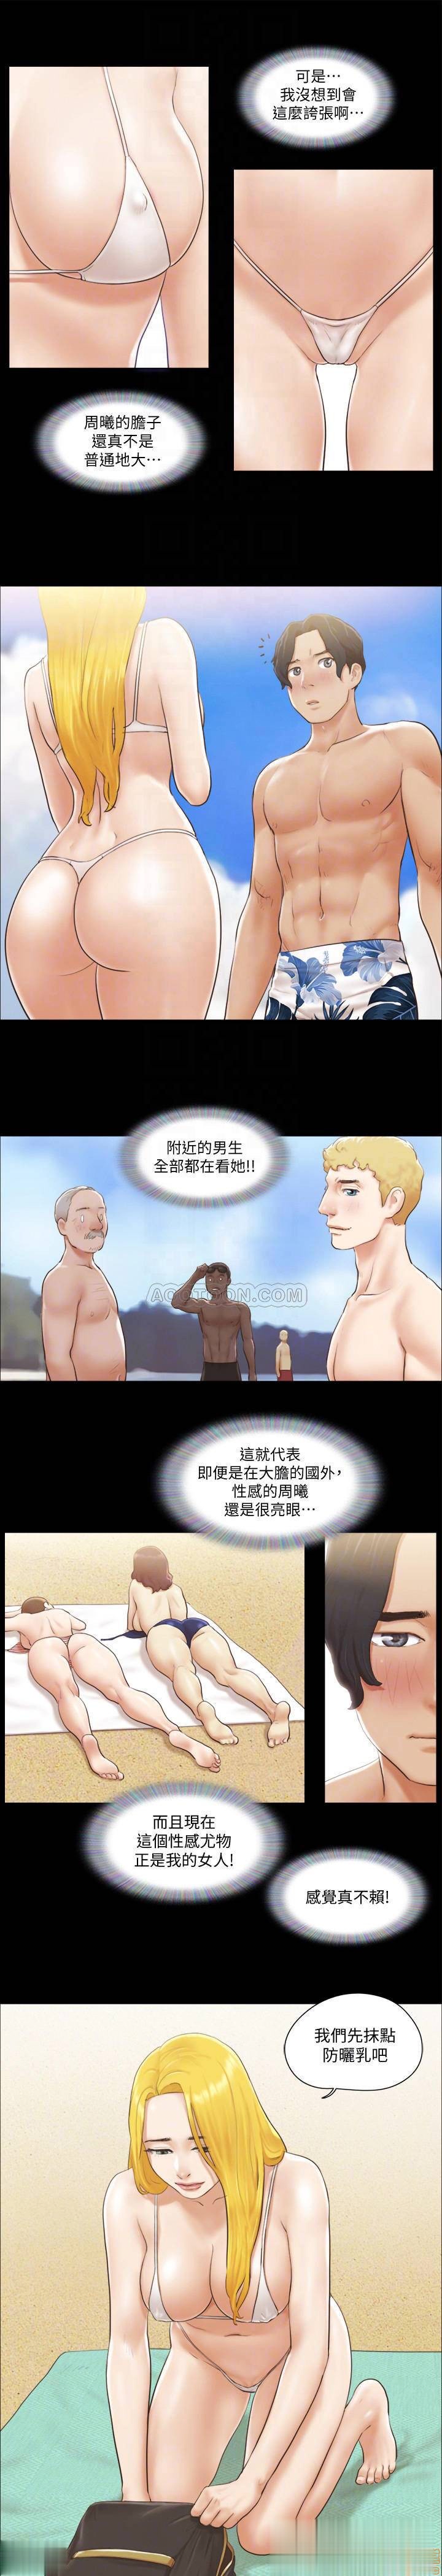 可是⋯
我沒想到會
這麼誇張啊⋯
周曦的膽子
還真不是
普通地大⋯
附近的男生
全部都在看她!!
ACGTOON.COM
這就代表
即便是在大膽的國外，
性感的周曦
還是很亮眼⋯
而且現在
這個性感尤物
正是我的女人!
感覺真不賴!
我們先抹點
防曬乳吧